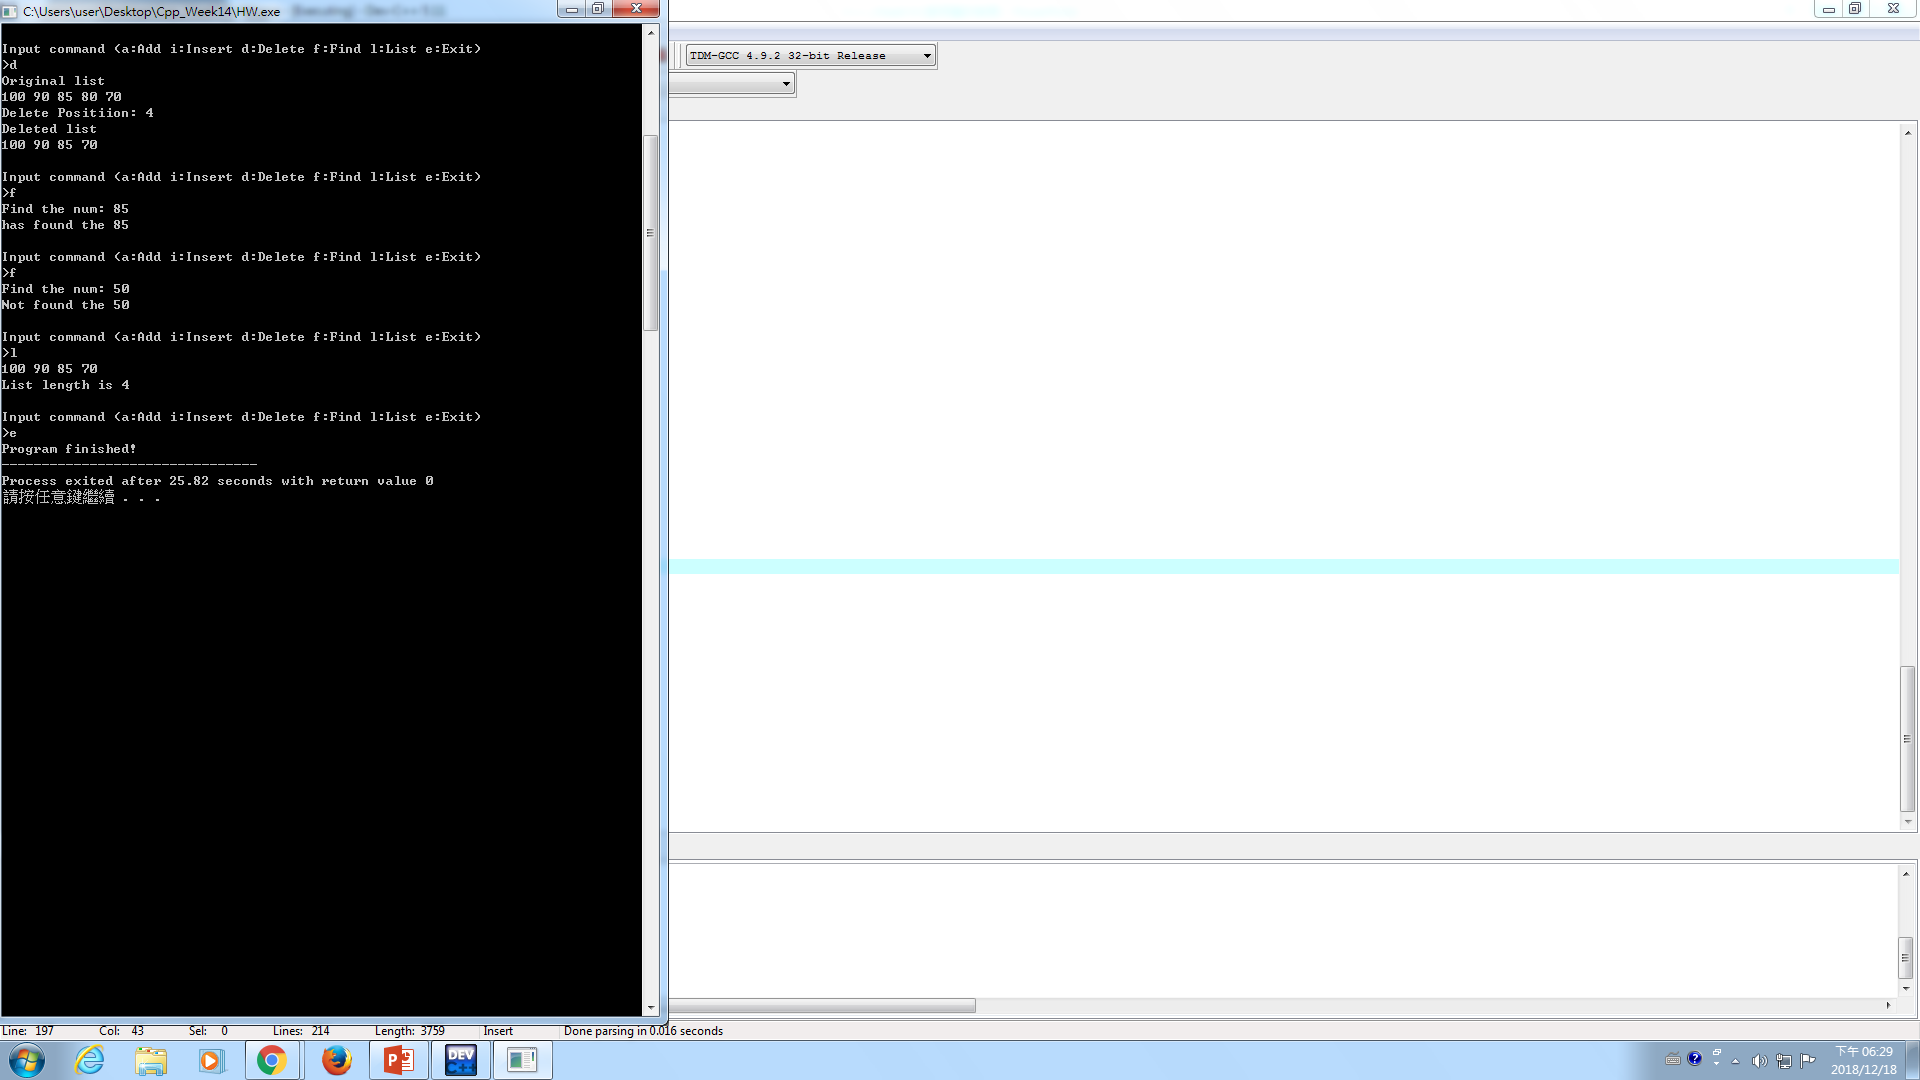 C:\Users\user\Desktop\Cpp_Week14\HW.exe
Input command (a:Add i:Insert d:Delete f:Find l:List e:Exit)
>d
Original list
100 90 85 80 70
Delete Positiion: 4
Deleted list
100 90 85 70
Input command (a:Add i:Insert d:Delete f:Find l:List e:Exit)
>f
Find the num: 85
has found the 85
Input command (a:Add i:Insert d:Delete f:Find l:List e:Exit)
>f
Find the num: 50
Not found the 50
Input command (a:Add i:Insert d:Delete f:Find l:List e:Exit)
>l
100 90 85 70
List length is 4
Input command (a:Add i:Insert d:Delete f:Find l:List e:Exit)
>e
Program finished!
--------------------------------
Process exited after 25.82 seconds with return value 0
請按任意鍵繼續 . . .
TDM-GCC 4.9.2 32-bit Release
Line: 197 Col: 43 Sel: 0 Lines: 214 Length: 3759 Insert Done parsing in 0.016 seconds
DEV C++
下午 06:29
2018/12/18